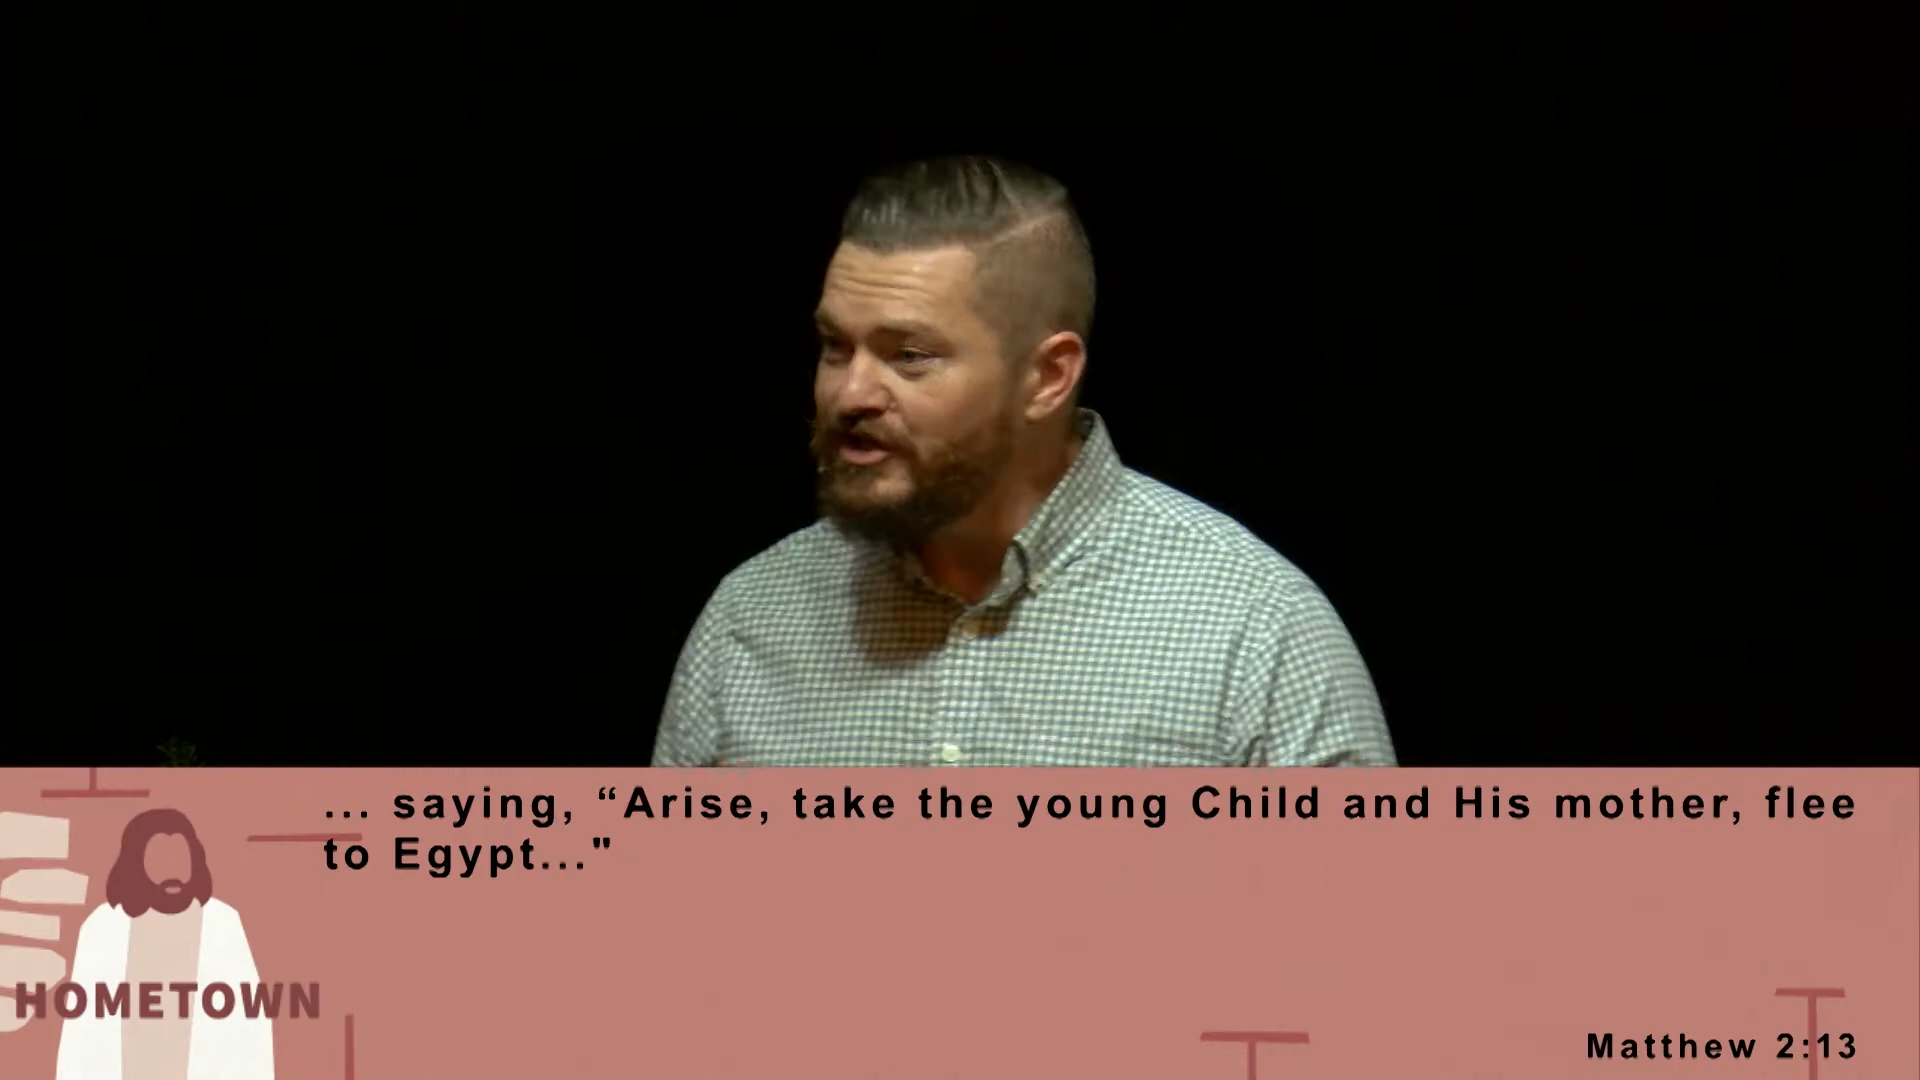 ... saying, “Arise, take the young Child and His mother, flee
to Egypt..."
HOMETOWN
Matthew 2:13